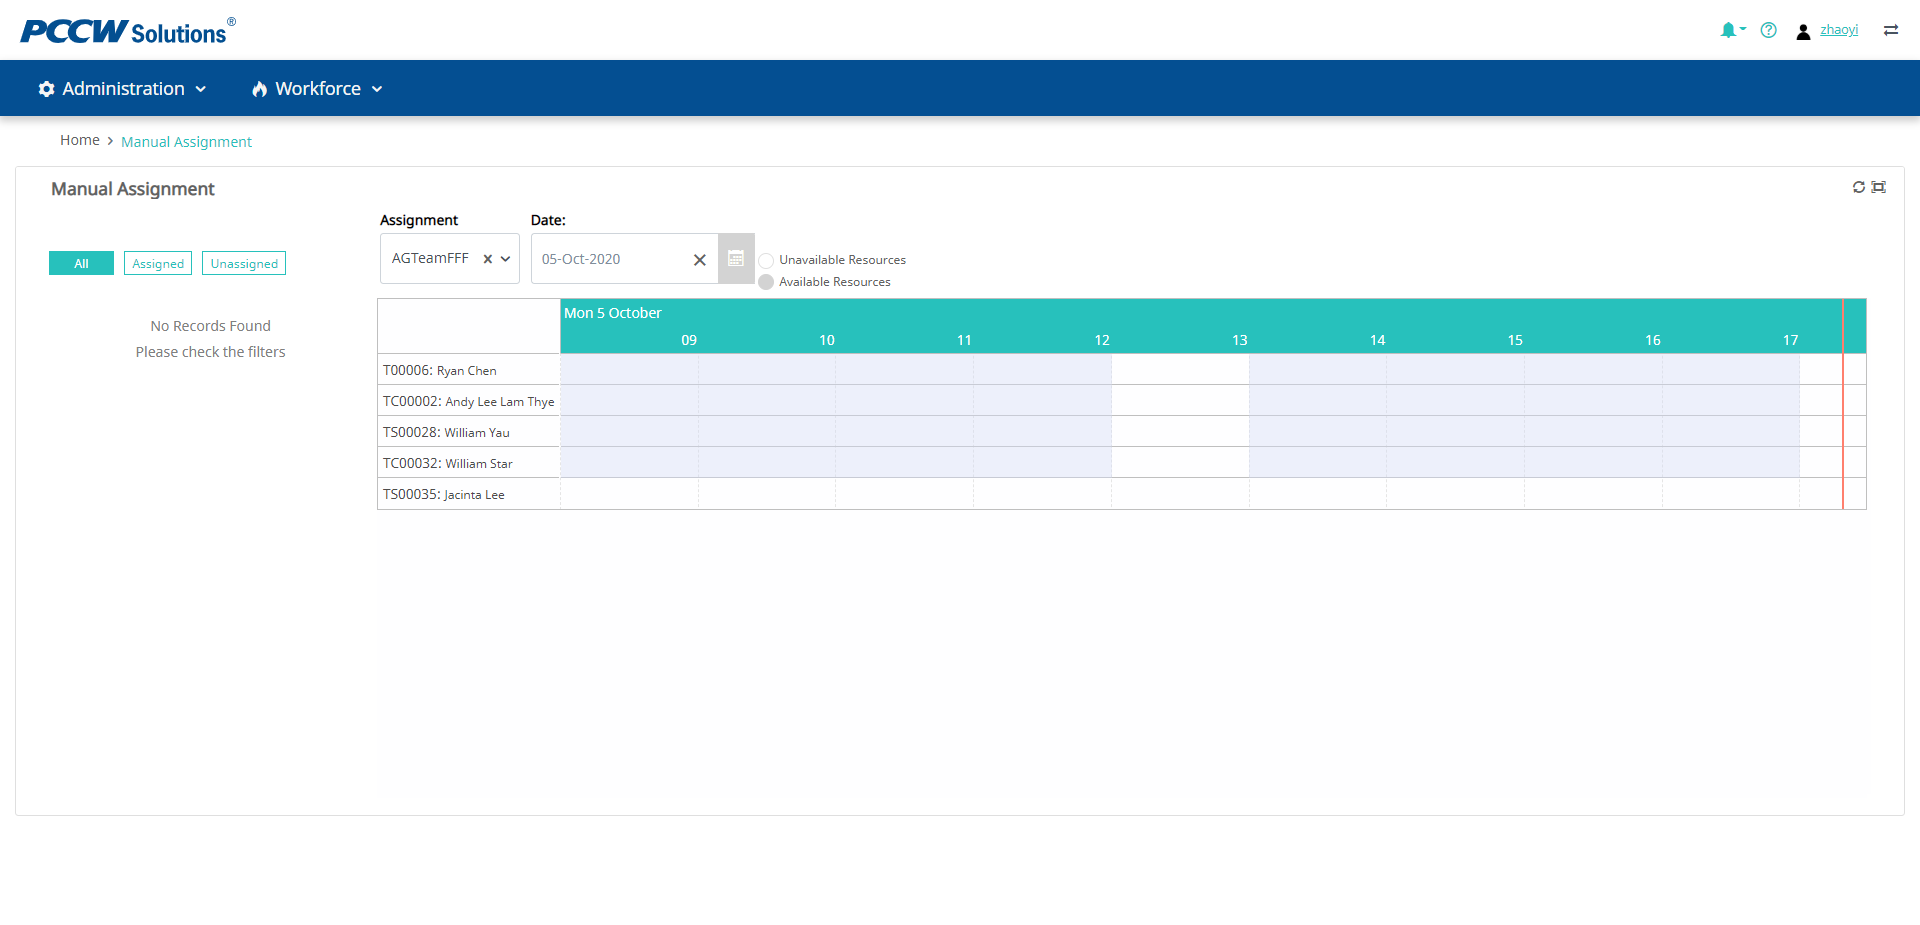 PCCW Solutions®
zhaoyi
Administration
Workforce
Home > Manual Assignment
Manual Assignment
Assignment
Date:
All
Assigned
Unassigned
AGTeamFFF
05-Oct-2020
Unavailable Resources
Available Resources
No Records Found
Please check the filters
Mon 5 October
09 10 11 12 13 14 15 16 17
T00006: Ryan Chen
TC00002: Andy Lee Lam Thye
TS00028: William Yau
TC00032: William Star
TS00035: Jacinta Lee